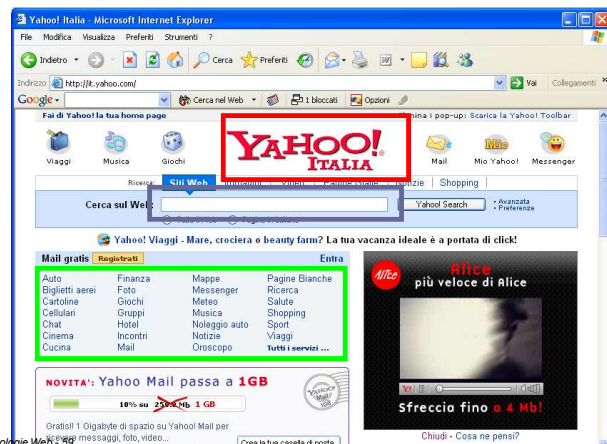 Yahoo! Italia - Microsoft Internet Explorer
File Modifica Visualizza Preferiti Strumenti ?
Indietro Cerca Preferiti
Indirizzo http://it.yahoo.com/ Vai Collegamenti »
Google Cerca nel Web 1 bloccati Opzioni
Fai di Yahoo! la tua home page i pop-up: Scarica la Yahoo! Toolbar
YAHOO! ITALIA
Viaggi Musica Giochi Mail Mio Yahoo! Messenger
Ricerca: Siti Web Shopping
Cerca sul Web: Yahoo! Search • Avanzata
• Preferenze
Yahoo! Viaggi - Mare, crociera o beauty farm? La tua vacanza ideale è a portata di click!
Mail gratis Registrati Entra
Auto Finanza Mappe Pagine Bianche
Biglietti aerei Foto Messenger Ricerca
Cartoline Giochi Meteo Salute
Cellulari Gruppi Musica Shopping
Chat Hotel Noleggio auto Sport
Cinema Incontri Notizie Viaggi
Cucina Mail Oroscopo Tutti i servizi ...
Alice Alice
più veloce di Alice
NOVITA': Yahoo Mail passa a 1GB
10% su 250.0 Mb 1 GB
Gratis!! 1 Gigabyte di spazio su Yahoo! Mail per
messaggi, foto, video...
Crea la tua casella di posta
Sfreccia fino a 4 Mb!
Chiudi - Cosa ne pensi?
ologie Web - 59